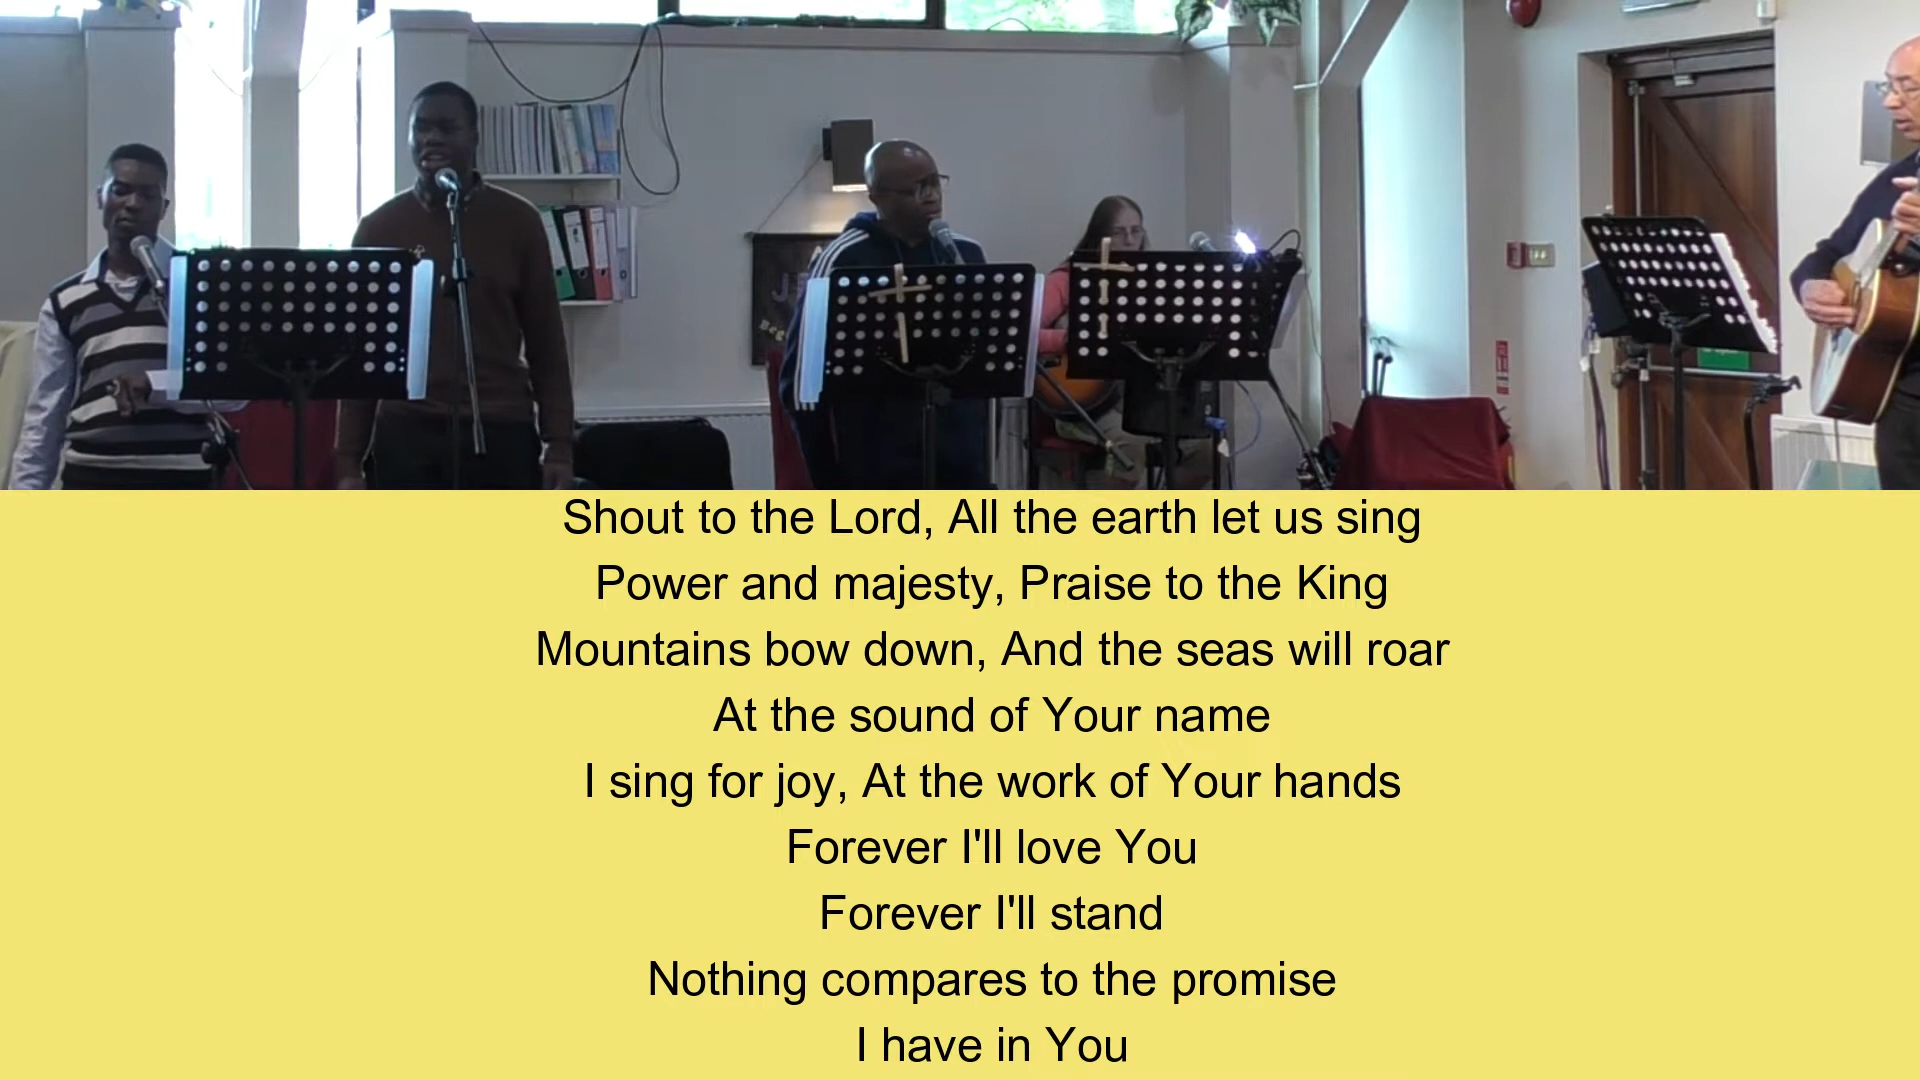 Shout to the Lord, All the earth let us sing
Power and majesty, Praise to the King
Mountains bow down, And the seas will roar
At the sound of Your name
I sing for joy, At the work of Your hands
Forever I'll love You
Forever I'll stand
Nothing compares to the promise
I have in You